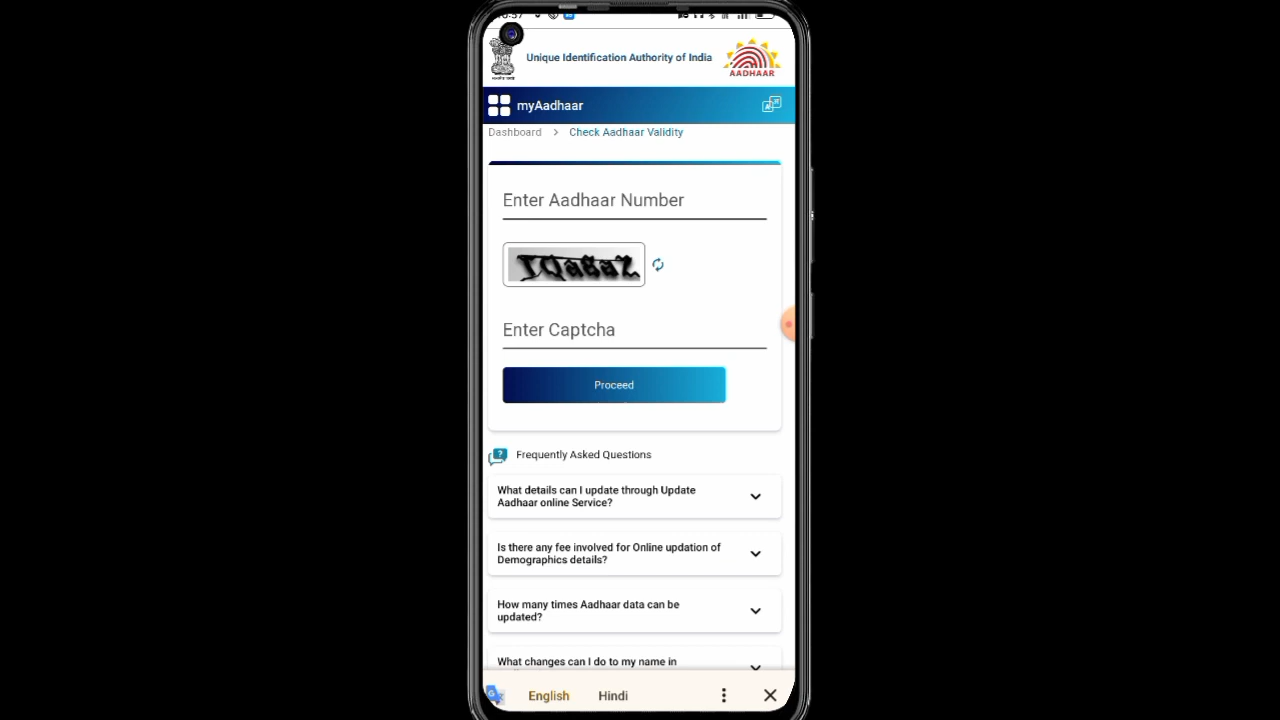 Unique Identification Authority of India
AADHAAR
myAadhaar
Dashboard > Check Aadhaar Validity
Enter Aadhaar Number
Enter Captcha
Proceed
Frequently Asked Questions
What details can I update through Update
Aadhaar online Service?
Is there any fee involved for Online updation of
Demographics details?
How many times Aadhaar data can be
updated?
What changes can I do to my name in
English Hindi